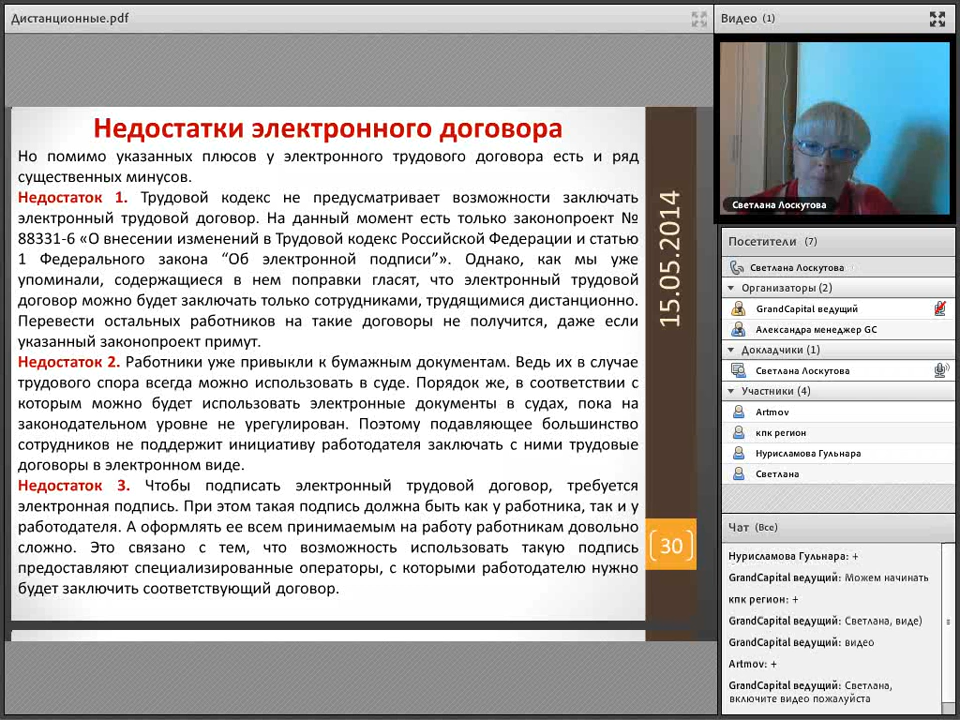 Дистанционные.pdf
Видео (1)
Недостатки электронного договора
Но помимо указанных плюсов у электронного трудового договора есть и ряд
существенных минусов.
Недостаток 1. Трудовой кодекс не предусматривает возможности заключать
электронный трудовой договор. На данный момент есть только законопроект №
88331-6 «О внесении изменений в Трудовой кодекс Российской Федерации и статью
1 Федерального закона “Об электронной подписи”». Однако, как мы уже
упоминали, содержащиеся в нем поправки гласят, что электронный трудовой
договор можно будет заключать только сотрудниками, трудящимися дистанционно.
Перевести остальных работников на такие договоры не получится, даже если
указанный законопроект примут.
Недостаток 2. Работники уже привыкли к бумажным документам. Ведь их в случае
трудового спора всегда можно использовать в суде. Порядок же, в соответствии с
которым можно будет использовать электронные документы в судах, пока на
законодательном уровне не урегулирован. Поэтому подавляющее большинство
сотрудников не поддержит инициативу работодателя заключать с ними трудовые
договоры в электронном виде.
Недостаток 3. Чтобы подписать электронный трудовой договор, требуется
электронная подпись. При этом такая подпись должна быть как у работника, так и у
работодателя. А оформлять ее всем принимаемым на работу работникам довольно
сложно. Это связано с тем, что возможность использовать такую подпись
предоставляют специализированные операторы, с которыми работодателю нужно
будет заключить соответствующий договор.
15.05.2014
30
Светлана Лоскутова
Посетители (7)
Светлана Лоскутова
Организаторы (2)
GrandCapital ведущий
Александра менеджер GC
Докладчики (1)
Светлана Лоскутова
Участники (4)
Artmov
кпк регион
Нурисламова Гульнара
Светлана
Чат (Все)
Нурисламова Гульнара: +
GrandCapital ведущий: Можем начинать
кпк регион: +
GrandCapital ведущий: Светлана, виде)
GrandCapital ведущий: видео
Artmov: +
GrandCapital ведущий: Светлана,
включите видео пожалуйста